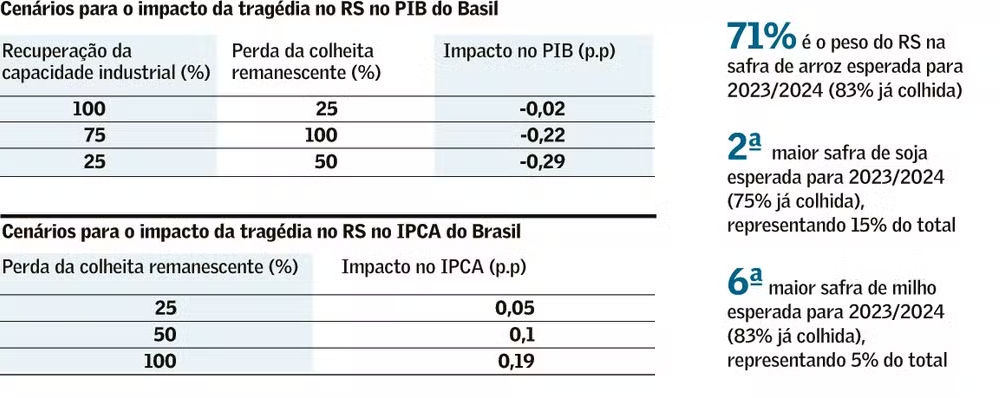 Cenários para o impacto da tragédia no RS no PIB do Basil
Recuperação da capacidade industrial (%) Perda da colheita remanescente (%) Impacto no PIB (p.p)
100 25 -0,02
75 100 -0,22
25 50 -0,29
Cenários para o impacto da tragédia no RS no IPCA do Brasil
Perda da colheita remanescente (%) Impacto no IPCA (p.p)
25 0,05
50 0,1
100 0,19
71% é o peso do RS na
safra de arroz esperada para
2023/2024 (83% já colhida)
2ª maior safra de soja
esperada para 2023/2024
(75% já colhida),
representando 15% do total
6ª maior safra de milho
esperada para 2023/2024
(83% já colhida),
representando 5% do total